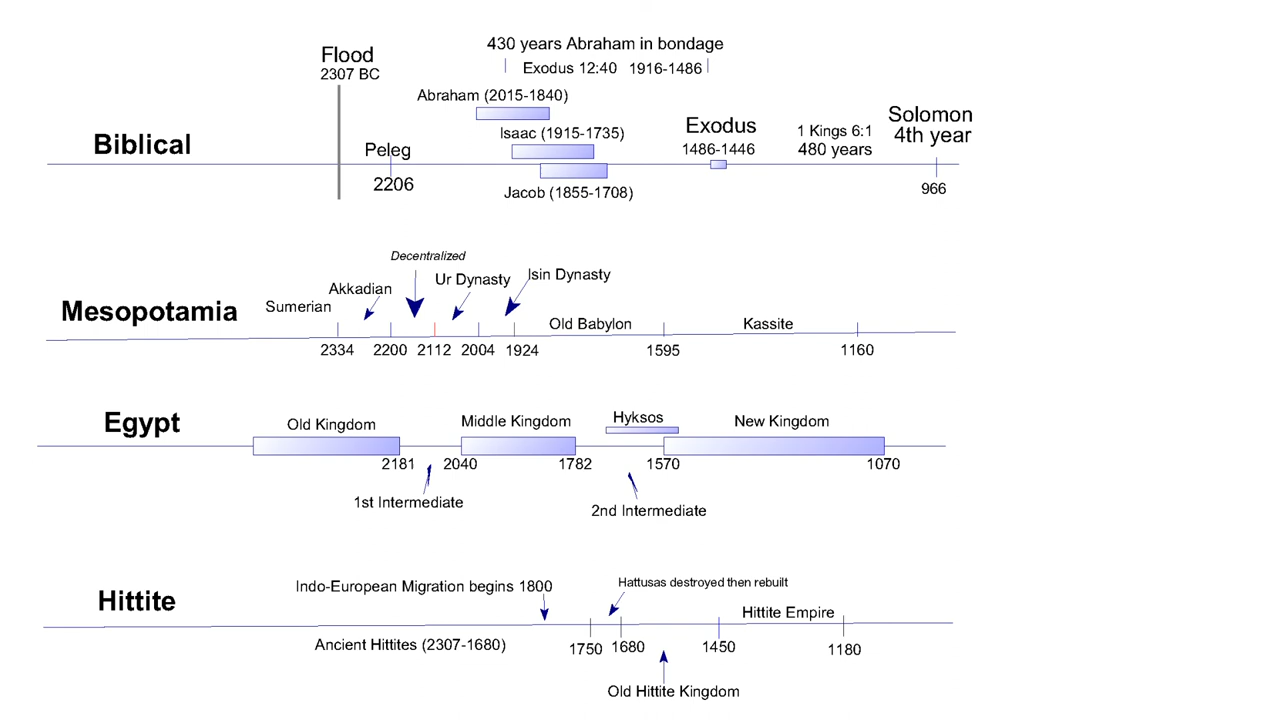 430 years Abraham in bondage
Flood
2307 BC
Exodus 12:40 1916-1486
Abraham (2015-1840)
Solomon
4th year
Exodus
1486-1446
1 Kings 6:1
480 years
Isaac (1915-1735)
Biblical
Peleg
2206
Jacob (1855-1708)
966
Decentralized
Ur Dynasty
Isin Dynasty
Akkadian
Sumerian
Mesopotamia
Old Babylon
Kassite
2334
2200
2112
2004
1924
1595
1160
Egypt
Old Kingdom
Middle Kingdom
Hyksos
New Kingdom
2181
2040
1782
1570
1070
1st Intermediate
2nd Intermediate
Indo-European Migration begins 1800
Hattusas destroyed then rebuilt
Hittite
Hittite Empire
Ancient Hittites (2307-1680)
1750
1680
1450
1180
Old Hittite Kingdom